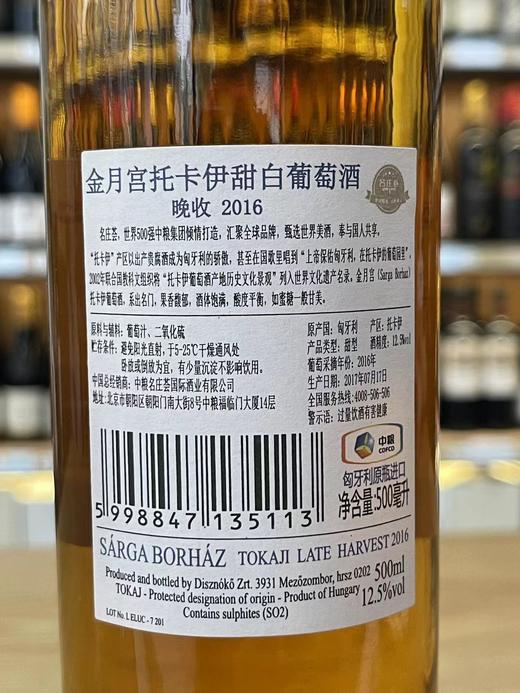 金月宫托卡伊甜白葡萄酒
晚收 2016
名庄荟
名庄荟，世界500强中粮集团倾情打造，汇聚全球品牌，甄选世界美酒，奉与国人共享。
“托卡伊”产区以出产贵腐酒成为匈牙利的骄傲，甚至在国歌里唱到“上帝保佑匈牙利，在托卡伊的葡萄园里”。
2002年联合国教科文组织将“托卡伊葡萄酒产地历史文化景观”列入世界文化遗产名录，金月宫（Sarga Borhaz）
托卡伊葡萄酒，系出名门，果香馥郁，酒体饱满，酸度平衡，如蜜糖一般甘美。
原料与辅料：葡萄汁、二氧化硫
贮存条件：避免阳光直射，于5-25℃干燥通风处
卧放或倒放为宜，有少量沉淀不影响饮用。
中国总经销商：中粮名庄荟国际酒业有限公司
地址：北京市朝阳区朝阳门南大街8号中粮福临门大厦14层
原产国：匈牙利 产区：托卡伊
产品类型：甜型 酒精度：12.5%vol
葡萄采摘年份：2016年
生产日期：2017年07月17日
全国服务热线：4008-506-506
警示语：过量饮酒有害健康
中粮
COFCO
匈牙利原瓶进口
净含量:500毫升
5 998847 135113
SÁRGA BORHÁZ TOKAJI LATE HARVEST 2016
Produced and bottled by Disznókő Zrt. 3931 Mezőzombor, hrsz 0202
500ml
TOKAJ - Protected designation of origin - Product of Hungary
12.5%vol
Contains sulphites (SO2)
LOT No. L ELUC - 7 201